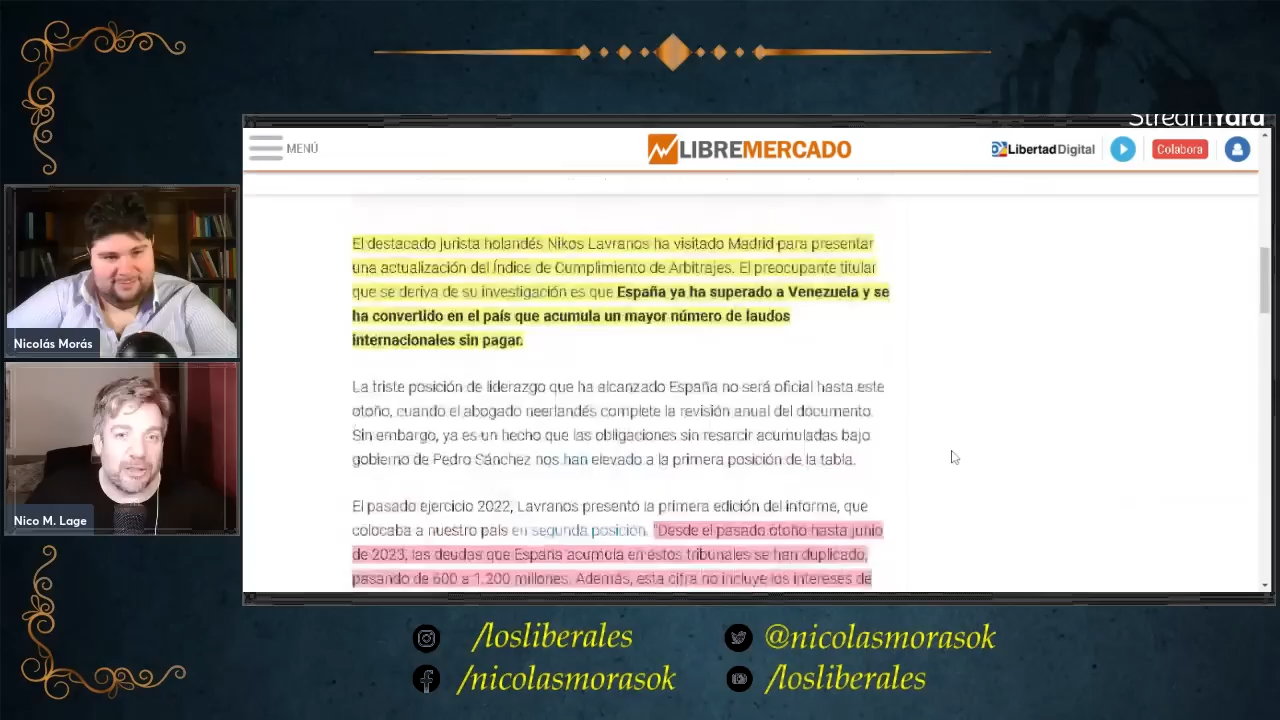 StreamYard
MENÚ
LIBREMERCADO
LD LibertadDigital
Colabora
El destacado jurista holandés Nikos Lavranos ha visitado Madrid para presentar
una actualización del Índice de Cumplimiento de Arbitrajes. El preocupante titular
que se deriva de su investigación es que España ya ha superado a Venezuela y se
ha convertido en el país que acumula un mayor número de laudos
internacionales sin pagar.
La triste posición de liderazgo que ha alcanzado España no será oficial hasta este
otoño, cuando el abogado neerlandés complete la revisión anual del documento.
Sin embargo, ya es un hecho que las obligaciones sin resarcir acumuladas bajo
gobierno de Pedro Sánchez nos han elevado a la primera posición de la tabla.
El pasado ejercicio 2022, Lavranos presentó la primera edición del informe, que
colocaba a nuestro país en segunda posición. "Desde el pasado otoño hasta junio
de 2023, las deudas que España acumula en estos tribunales se han duplicado,
pasando de 600 a 1.200 millones. Además, esta cifra no incluye los intereses de
Nicolás Morás
Nico M. Lage
/losliberales
@nicolasmorasok
/nicolasmorasok
/losliberales